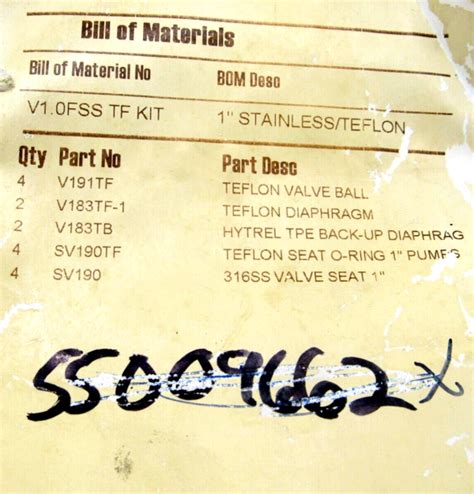 Bill of Materials
Bill of Material No BOM Desc
V1.0FSS TF KIT 1" STAINLESS/TEFLON
Qty Part No Part Desc
4 V191TF TEFLON VALVE BALL
2 V183TF-1 TEFLON DIAPHRAGM
2 V183TB HYTREL TPE BACK-UP DIAPHRAG
4 SV190TF TEFLON SEAT O-RING 1" PUMPS
4 SV190 316SS VALVE SEAT 1"
55009662x